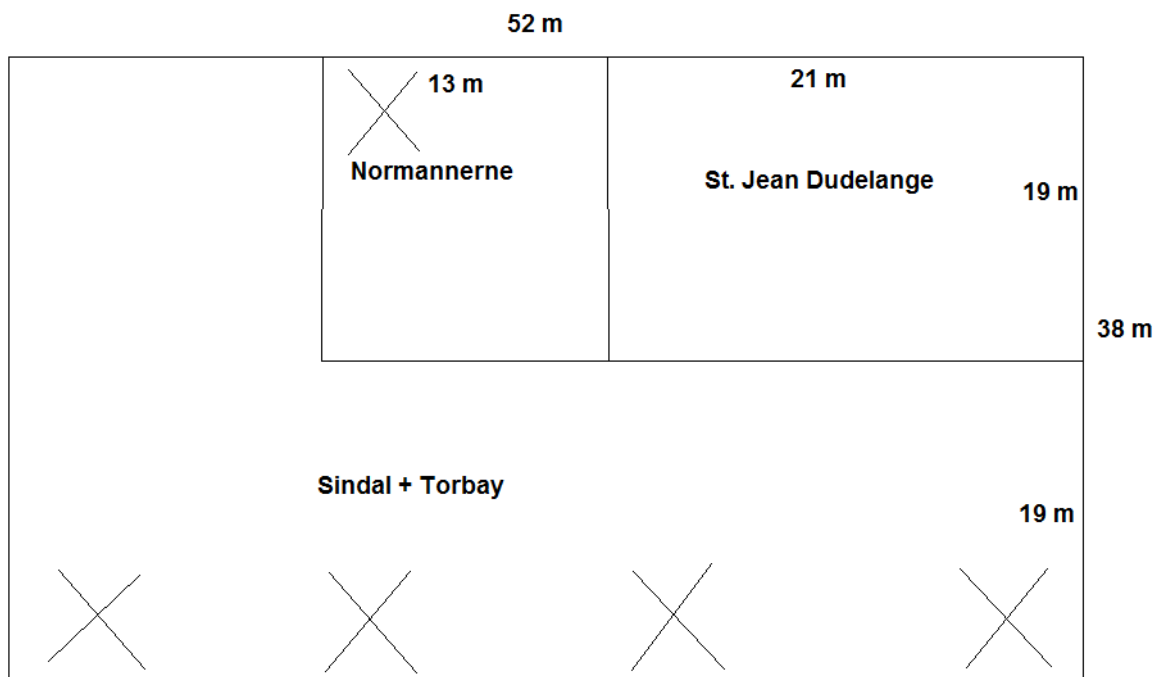 52 m
13 m
21 m
Normannerne
St. Jean Dudelange
19 m
38 m
Sindal + Torbay
19 m